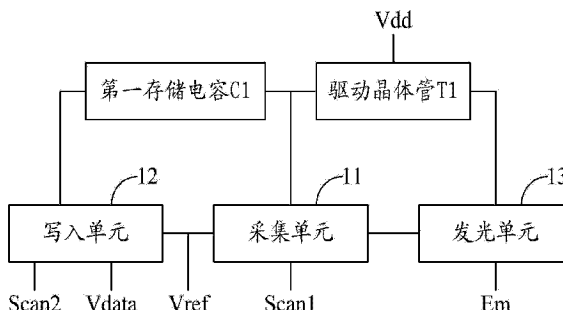 Vdd
第一存储电容C1
驱动晶体管T1
12
11
13
写入单元
采集单元
发光单元
Scan2
Vdata
Vref
Scan1
Em